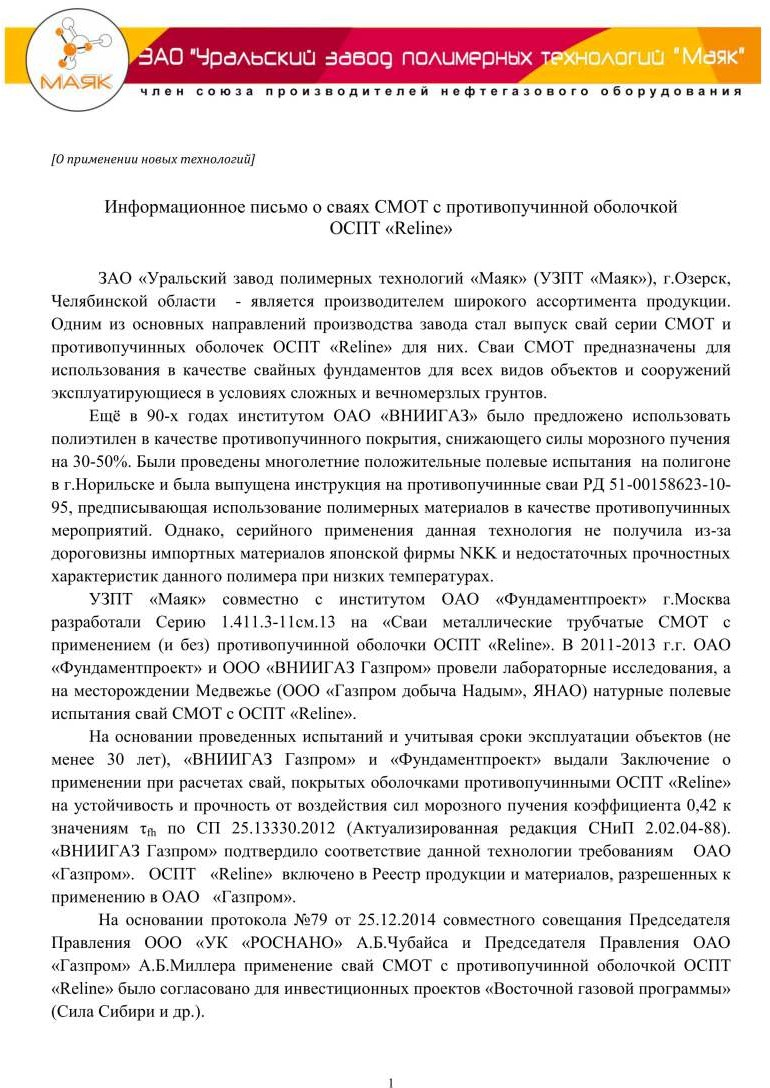 МАЯК
ЗАО "Уральский завод полимерных технологий "Маяк"
член союза производителей нефтегазового оборудования
[О применении новых технологий]
Информационное письмо о сваях СМОТ с противопучинной оболочкой
ОСПТ «Reline»
ЗАО «Уральский завод полимерных технологий «Маяк» (УЗПТ «Маяк»), г.Озерск,
Челябинской области - является производителем широкого ассортимента продукции.
Одним из основных направлений производства завода стал выпуск свай серии СМОТ и
противопучинных оболочек ОСПТ «Reline» для них. Сваи СМОТ предназначены для
использования в качестве свайных фундаментов для всех видов объектов и сооружений
эксплуатирующиеся в условиях сложных и вечномерзлых грунтов.
Ещё в 90-х годах институтом ОАО «ВНИИГАЗ» было предложено использовать
полиэтилен в качестве противопучинного покрытия, снижающего силы морозного пучения
на 30-50%. Были проведены многолетние положительные полевые испытания на полигоне
в г.Норильске и была выпущена инструкция на противопучинные сваи РД 51-00158623-10-
95, предписывающая использование полимерных материалов в качестве противопучинных
мероприятий. Однако, серийного применения данная технология не получила из-за
дороговизны импортных материалов японской фирмы NKK и недостаточных прочностных
характеристик данного полимера при низких температурах.
УЗПТ «Маяк» совместно с институтом ОАО «Фундаментпроект» г.Москва
разработали Серию 1.411.3-11см.13 на «Сваи металлические трубчатые СМОТ с
применением (и без) противопучинной оболочки ОСПТ «Reline». В 2011-2013 г.г. ОАО
«Фундаментпроект» и ООО «ВНИИГАЗ Газпром» провели лабораторные исследования, а
на месторождении Медвежье (ООО «Газпром добыча Надым», ЯНАО) натурные полевые
испытания свай СМОТ с ОСПТ «Reline».
На основании проведенных испытаний и учитывая сроки эксплуатации объектов (не
менее 30 лет), «ВНИИГАЗ Газпром» и «Фундаментпроект» выдали Заключение о
применении при расчетах свай, покрытых оболочками противопучинными ОСПТ «Reline»
на устойчивость и прочность от воздействия сил морозного пучения коэффициента 0,42 к
значениям τfh по СП 25.13330.2012 (Актуализированная редакция СНиП 2.02.04-88).
«ВНИИГАЗ Газпром» подтвердило соответствие данной технологии требованиям ОАО
«Газпром». ОСПТ «Reline» включено в Реестр продукции и материалов, разрешенных к
применению в ОАО «Газпром».
На основании протокола №79 от 25.12.2014 совместного совещания Председателя
Правления ООО «УК «РОСНАНО» А.Б.Чубайса и Председателя Правления ОАО
«Газпром» А.Б.Миллера применение свай СМОТ с противопучинной оболочкой ОСПТ
«Reline» было согласовано для инвестиционных проектов «Восточной газовой программы»
(Сила Сибири и др.).
1